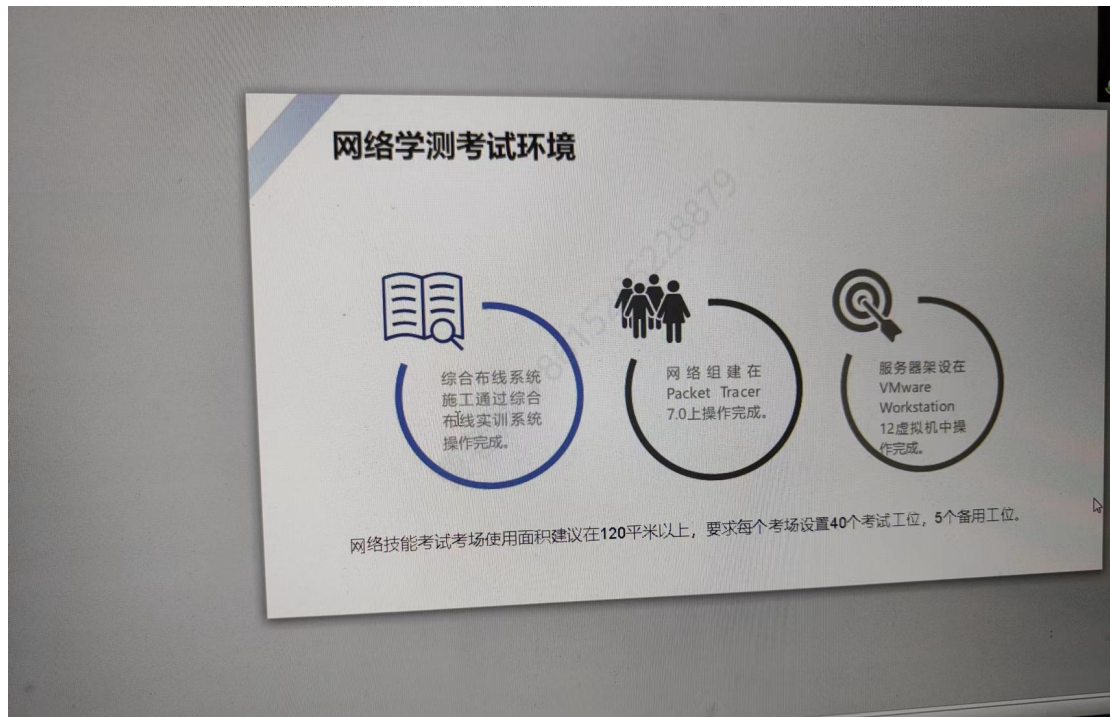 网络学测考试环境
综合布线系统
施工通过综合
布线实训系统
操作完成。
网络组建在
Packet Tracer
7.0上操作完成。
服务器架设在
VMware
Workstation
12虚拟机中操
作完成。
网络技能考试考场使用面积建议在120平米以上，要求每个考场设置40个考试工位，5个备用工位。